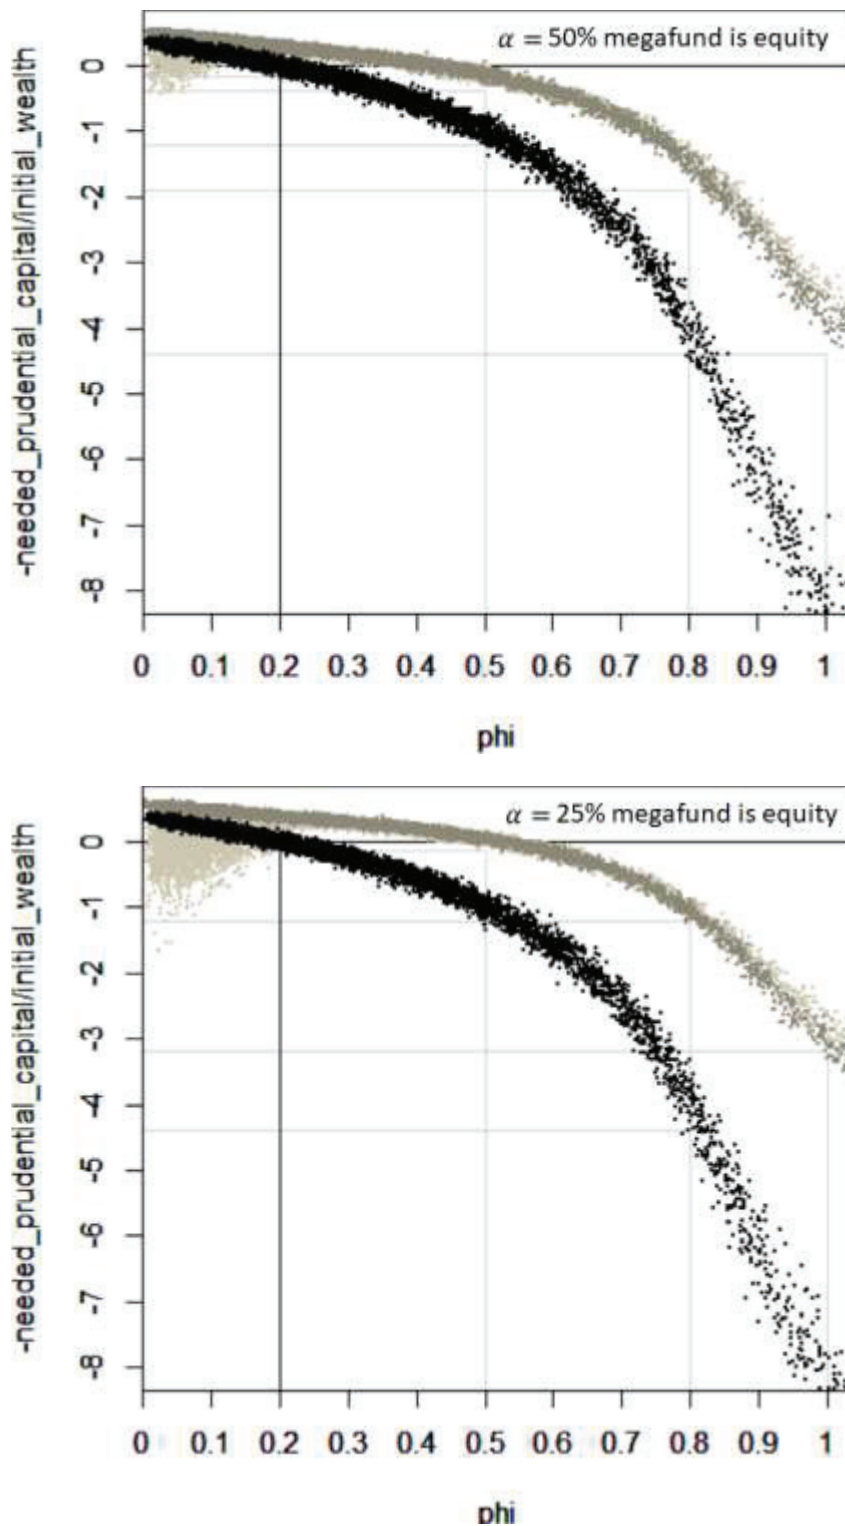 α = 50% megafund is equity
-needed_prudential_capital/initial_wealth
0
-1
-2
-3
-4
-5
-6
-7
-8
0 0.1 0.2 0.3 0.4 0.5 0.6 0.7 0.8 0.9 1
phi
α = 25% megafund is equity
-needed_prudential_capital/initial_wealth
0
-1
-2
-3
-4
-5
-6
-7
-8
0 0.1 0.2 0.3 0.4 0.5 0.6 0.7 0.8 0.9 1
phi